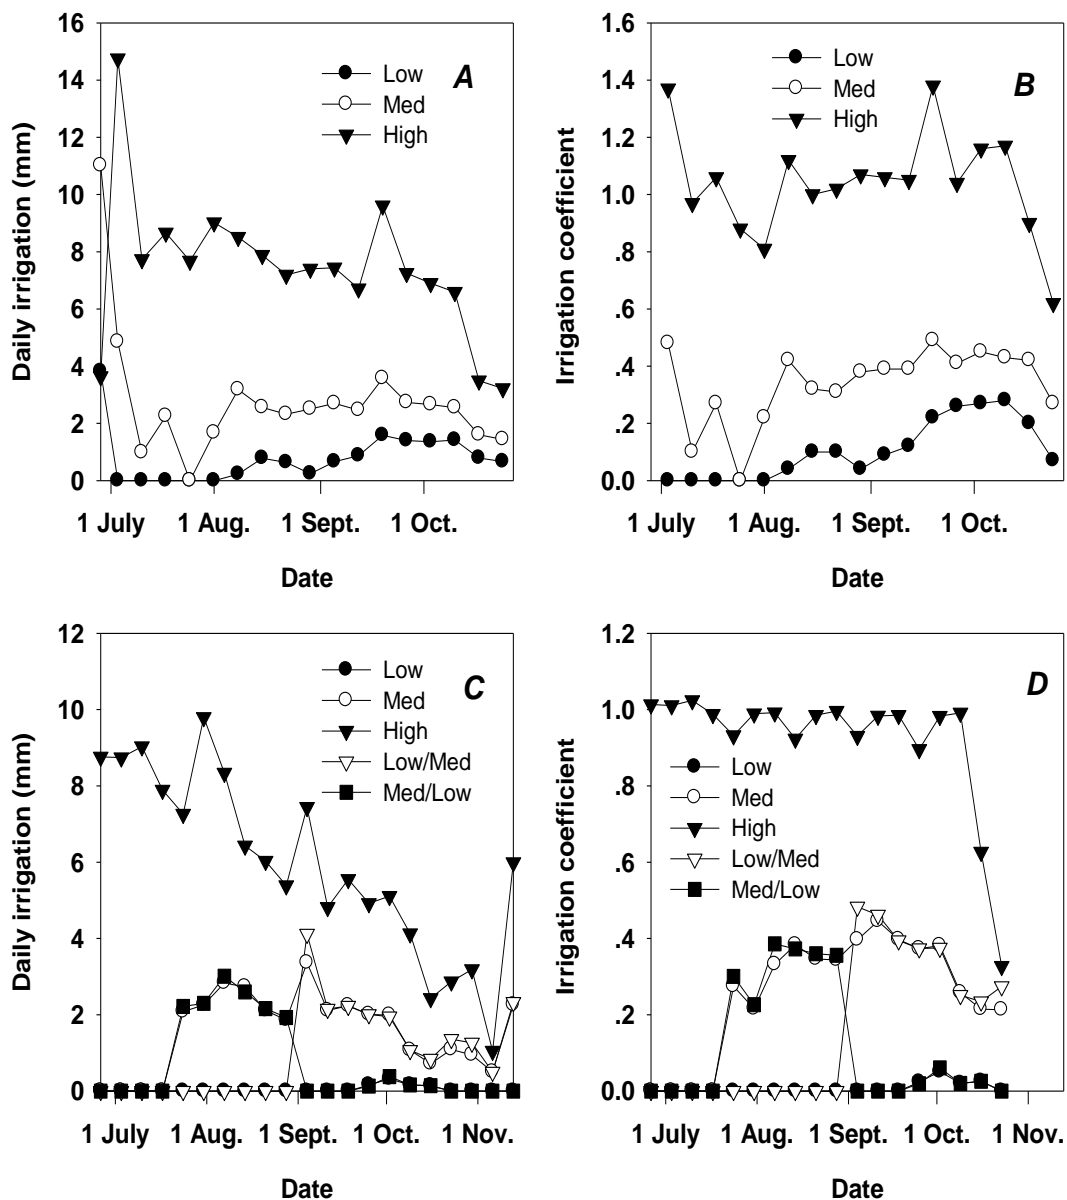 Daily irrigation (mm)
16
14
12
10
8
6
4
2
0
Low
Med
High
A
1 July
1 Aug.
1 Sept.
1 Oct.
Date
Irrigation coefficient
1.6
1.4
1.2
1.0
.8
.6
.4
.2
0.0
Low
Med
High
B
1 July
1 Aug.
1 Sept.
1 Oct.
Date
Daily irrigation (mm)
12
10
8
6
4
2
0
Low
Med
High
Low/Med
Med/Low
C
1 July
1 Aug.
1 Sept.
1 Oct.
1 Nov.
Date
Irrigation coefficient
1.2
1.0
.8
.6
.4
.2
0.0
Low
Med
High
Low/Med
Med/Low
D
1 July
1 Aug.
1 Sept.
1 Oct.
1 Nov.
Date